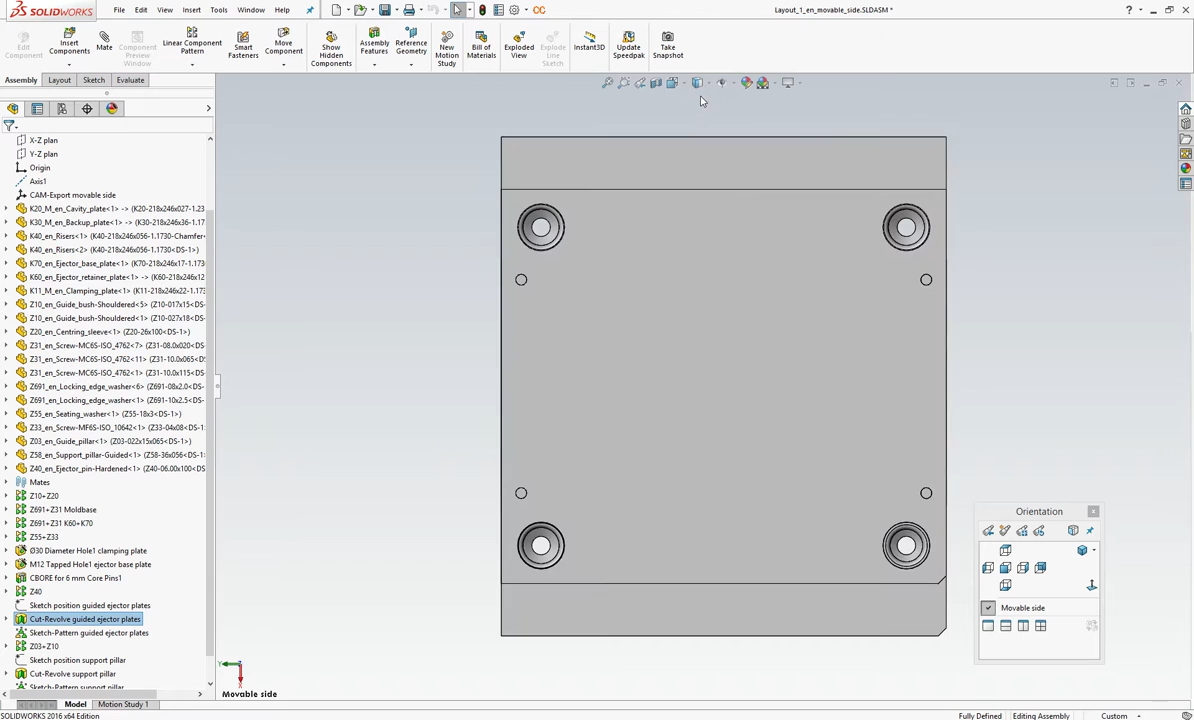 SOLIDWORKS File Edit View Insert Tools Window Help Layout_1_en_movable_side.SLDASM * ?
Edit Component
Insert Components
Mate
Component Preview Window
Linear Component Pattern
Smart Fasteners
Move Component
Show Hidden Components
Assembly Features
Reference Geometry
New Motion Study
Bill of Materials
Exploded View
Explode Line Sketch
Instant3D
Update Speedpak
Take Snapshot
Assembly Layout Sketch Evaluate
X-Z plan
Y-Z plan
Origin
Axis1
CAM-Export movable side
K20_M_en_Cavity_plate<1> -> (K20-218x246x027-1.23
K30_M_en_Backup_plate<1> -> (K30-218x246x36-1.17
K40_en_Risers<1> (K40-218x246x056-1.1730-Chamfer
K40_en_Risers<2> (K40-218x246x056-1.1730<DS-1>)
K70_en_Ejector_base_plate<1> (K70-218x246x17-1.173
K60_en_Ejector_retainer_plate<1> -> (K60-218x246x12
K11_M_en_Clamping_plate<1> (K11-218x246x22-1.173
Z10_en_Guide_bush-Shouldered<5> (Z10-017x15<DS-
Z10_en_Guide_bush-Shouldered<1> (Z10-027x18<DS-
Z20_en_Centring_sleeve<1> (Z20-26x100<DS-1>)
Z31_en_Screw-MC6S-ISO_4762<7> (Z31-08.0x020<DS-
Z31_en_Screw-MC6S-ISO_4762<11> (Z31-10.0x065<DS-
Z31_en_Screw-MC6S-ISO_4762<1> (Z31-10.0x115<DS-
Z691_en_Locking_edge_washer<6> (Z691-08x2.0<DS-
Z691_en_Locking_edge_washer<1> (Z691-10x2.5<DS-
Z55_en_Seating_washer<1> (Z55-18x3<DS-1>)
Z33_en_Screw-MF6S-ISO_10642<1> (Z33-04x08<DS-1
Z03_en_Guide_pillar<1> (Z03-022x15x065<DS-1>)
Z58_en_Support_pillar-Guided<1> (Z58-36x056<DS-1>
Z40_en_Ejector_pin-Hardened<1> (Z40-06.00x100<DS
Mates
Z10+Z20
Z691+Z31 Moldbase
Z691+Z31 K60+K70
Z55+Z33
Ø30 Diameter Hole1 clamping plate
M12 Tapped Hole1 ejector base plate
CBORE for 6 mm Core Pins1
Z40
Sketch position guided ejector plates
Cut-Revolve guided ejector plates
Sketch-Pattern guided ejector plates
Z03+Z10
Sketch position support pillar
Cut-Revolve support pillar
Sketch-Pattern support pillar
Orientation
Movable side
Y
X
Movable side
Model Motion Study 1
SOLIDWORKS 2016 x64 Edition Fully Defined Editing Assembly Custom